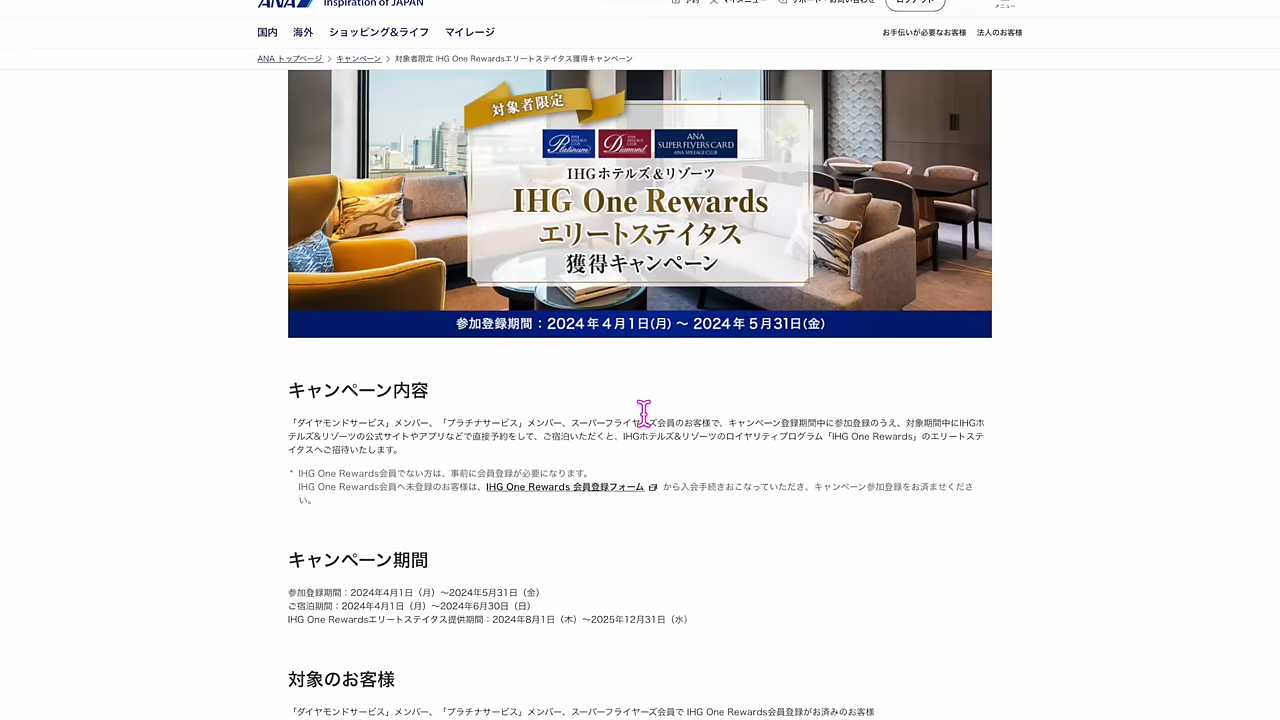 ANA Inspiration of JAPAN
予約 マイメニュー サポート・お問い合わせ ログアウト メニュー
国内 海外 ショッピング&ライフ マイレージ お手伝いが必要なお客様 法人のお客様
ANA トップページ > キャンペーン > 対象者限定 IHG One Rewardsエリートステイタス獲得キャンペーン
対象者限定
ANA MILEAGE CLUB Platinum ANA MILEAGE CLUB Diamond ANA SUPER FLYERS CARD ANA MILEAGE CLUB
IHGホテルズ&リゾーツ
IHG One Rewards
エリートステイタス
獲得キャンペーン
参加登録期間：2024年4月1日(月) ～ 2024年5月31日(金)
キャンペーン内容
「ダイヤモンドサービス」メンバー、「プラチナサービス」メンバー、スーパーフライヤーズ会員のお客様で、キャンペーン登録期間中に参加登録のうえ、対象期間中にIHGホ
テルズ&リゾーツの公式サイトやアプリなどで直接予約をして、ご宿泊いただくと、IHGホテルズ&リゾーツのロイヤリティプログラム「IHG One Rewards」のエリートステ
イタスへご招待いたします。
* IHG One Rewards会員でない方は、事前に会員登録が必要になります。
IHG One Rewards会員へ未登録のお客様は、IHG One Rewards 会員登録フォーム から入会手続きおこなっていただき、キャンペーン参加登録をお済ませくださ
い。
キャンペーン期間
参加登録期間：2024年4月1日（月）～2024年5月31日（金）
ご宿泊期間：2024年4月1日（月）～2024年6月30日（日）
IHG One Rewardsエリートステイタス提供期間：2024年8月1日（木）～2025年12月31日（水）
対象のお客様
「ダイヤモンドサービス」メンバー、「プラチナサービス」メンバー、スーパーフライヤーズ会員で IHG One Rewards会員登録がお済みのお客様